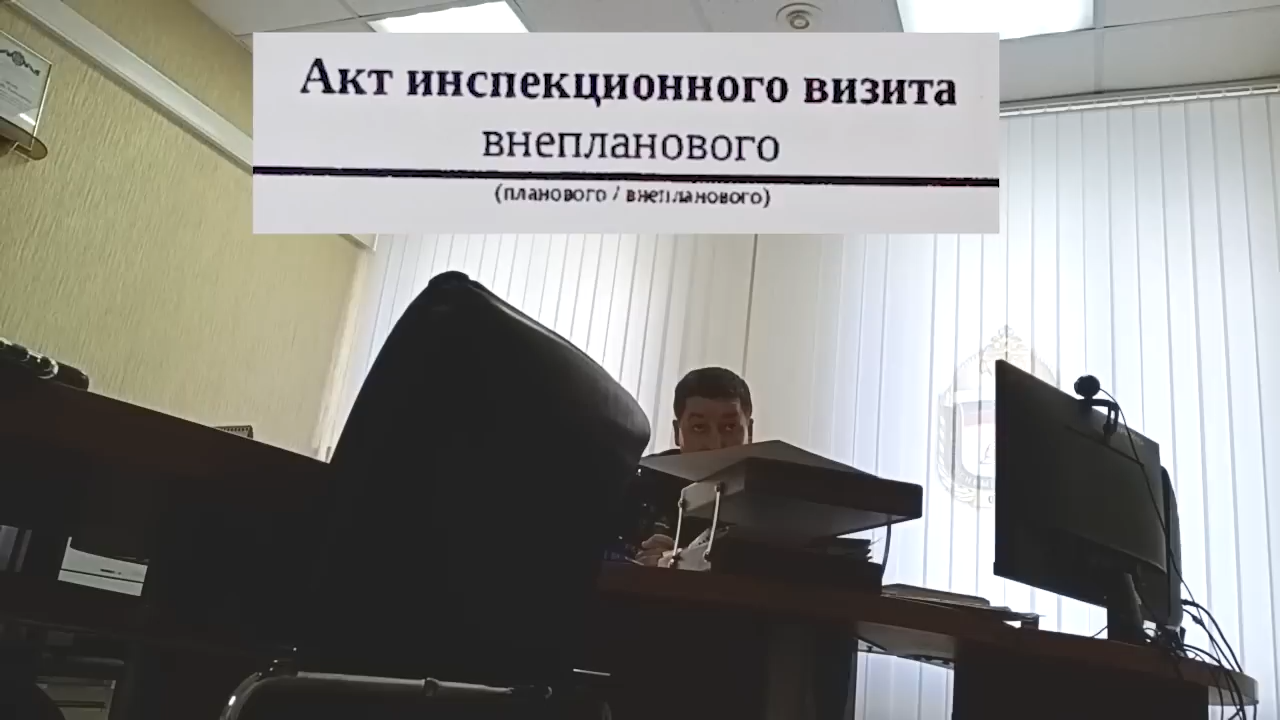 Акт инспекционного визита
внепланового
(планового / внепланового)